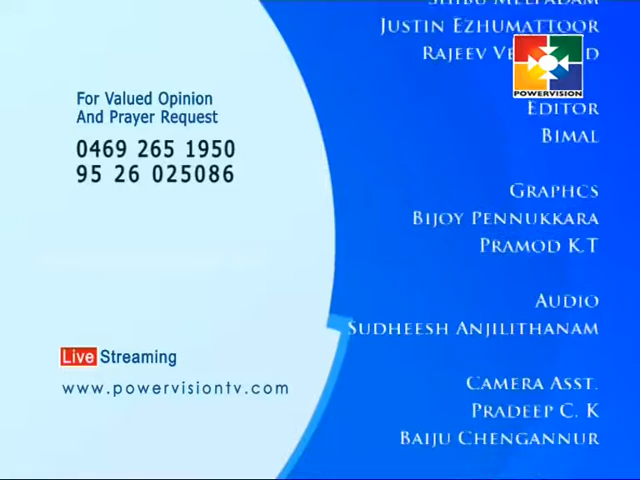 For Valued Opinion
And Prayer Request
0469 265 1950
95 26 025086
Live Streaming
www.powervisiontv.com
JUSTIN EZHUMATTOOR
RAJEEV
POWERVISION
EDITOR
BIMAL
GRAPHCS
BIJOY PENNUKKARA
PRAMOD K.T
AUDIO
SUDHEESH ANJILITHANAM
CAMERA ASST.
PRADEEP C. K
BAIJU CHENGANNUR